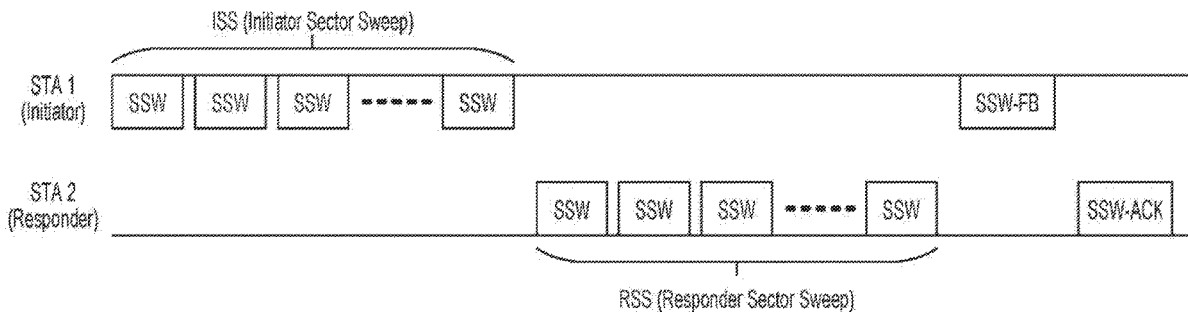 ISS (Initiator Sector Sweep)
STA 1
(Initiator)
SSW SSW SSW SSW SSW-FB
STA 2
(Responder)
SSW SSW SSW SSW SSW-ACK
RSS (Responder Sector Sweep)